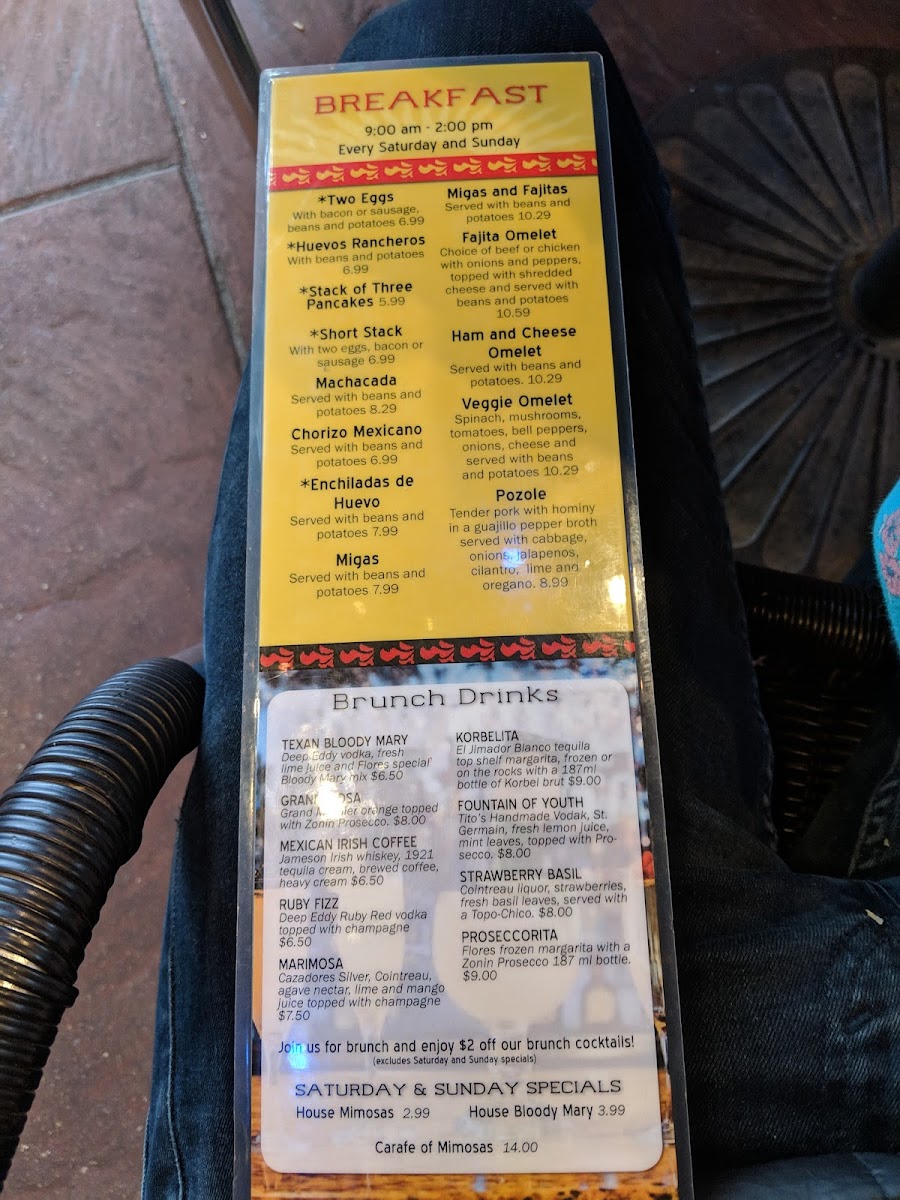 BREAKFAST
9:00 am - 2:00 pm
Every Saturday and Sunday
*Two Eggs
With bacon or sausage,
beans and potatoes 6.99
*Huevos Rancheros
With beans and potatoes
6.99
*Stack of Three
Pancakes 5.99
*Short Stack
With two eggs, bacon or
sausage 6.99
Machacada
Served with beans and
potatoes 8.29
Chorizo Mexicano
Served with beans and
potatoes 6.99
*Enchiladas de
Huevo
Served with beans and
potatoes 7.99
Migas
Served with beans and
potatoes 7.99
Migas and Fajitas
Served with beans and
potatoes 10.29
Fajita Omelet
Choice of beef or chicken
with onions and peppers,
topped with shredded
cheese and served with
beans and potatoes
10.59
Ham and Cheese
Omelet
Served with beans and
potatoes. 10.29
Veggie Omelet
Spinach, mushrooms,
tomatoes, bell peppers,
onions, cheese and
served with beans
and potatoes 10.29
Pozole
Tender pork with hominy
in a guajillo pepper broth
served with cabbage,
onions, jalapenos,
cilantro, lime and
oregano. 8.99
Brunch Drinks
TEXAN BLOODY MARY
Deep Eddy vodka, fresh
lime juice and Flores special
Bloody Mary mix $6.50
Grand orange topped
with Zonin Prosecco. $8.00
MEXICAN IRISH COFFEE
Jameson Irish whiskey, 1921
tequila cream, brewed coffee,
heavy cream $6.50
RUBY FIZZ
Deep Eddy Ruby Red vodka
topped with champagne
$6.50
MARIMOSA
Cazadores Silver, Cointreau,
agave nectar, lime and mango
juice topped with champagne
$7.50
KORBELITA
El Jimador Blanco tequila
top shelf margarita, frozen or
on the rocks with a 187ml
bottle of Korbel brut $9.00
FOUNTAIN OF YOUTH
Tito's Handmade Vodak, St.
Germain, fresh lemon juice,
mint leaves, topped with Pro-
secco. $8.00
STRAWBERRY BASIL
Cointreau liquor, strawberries,
fresh basil leaves, served with
a Topo-Chico. $8.00
PROSECCORITA
Flores frozen margarita with a
Zonin Prosecco 187 ml bottle.
$9.00
Join us for brunch and enjoy $2 off our brunch cocktails!
(excludes Saturday and Sunday specials)
SATURDAY & SUNDAY SPECIALS
House Mimosas 2.99
House Bloody Mary 3.99
Carafe of Mimosas 14.00